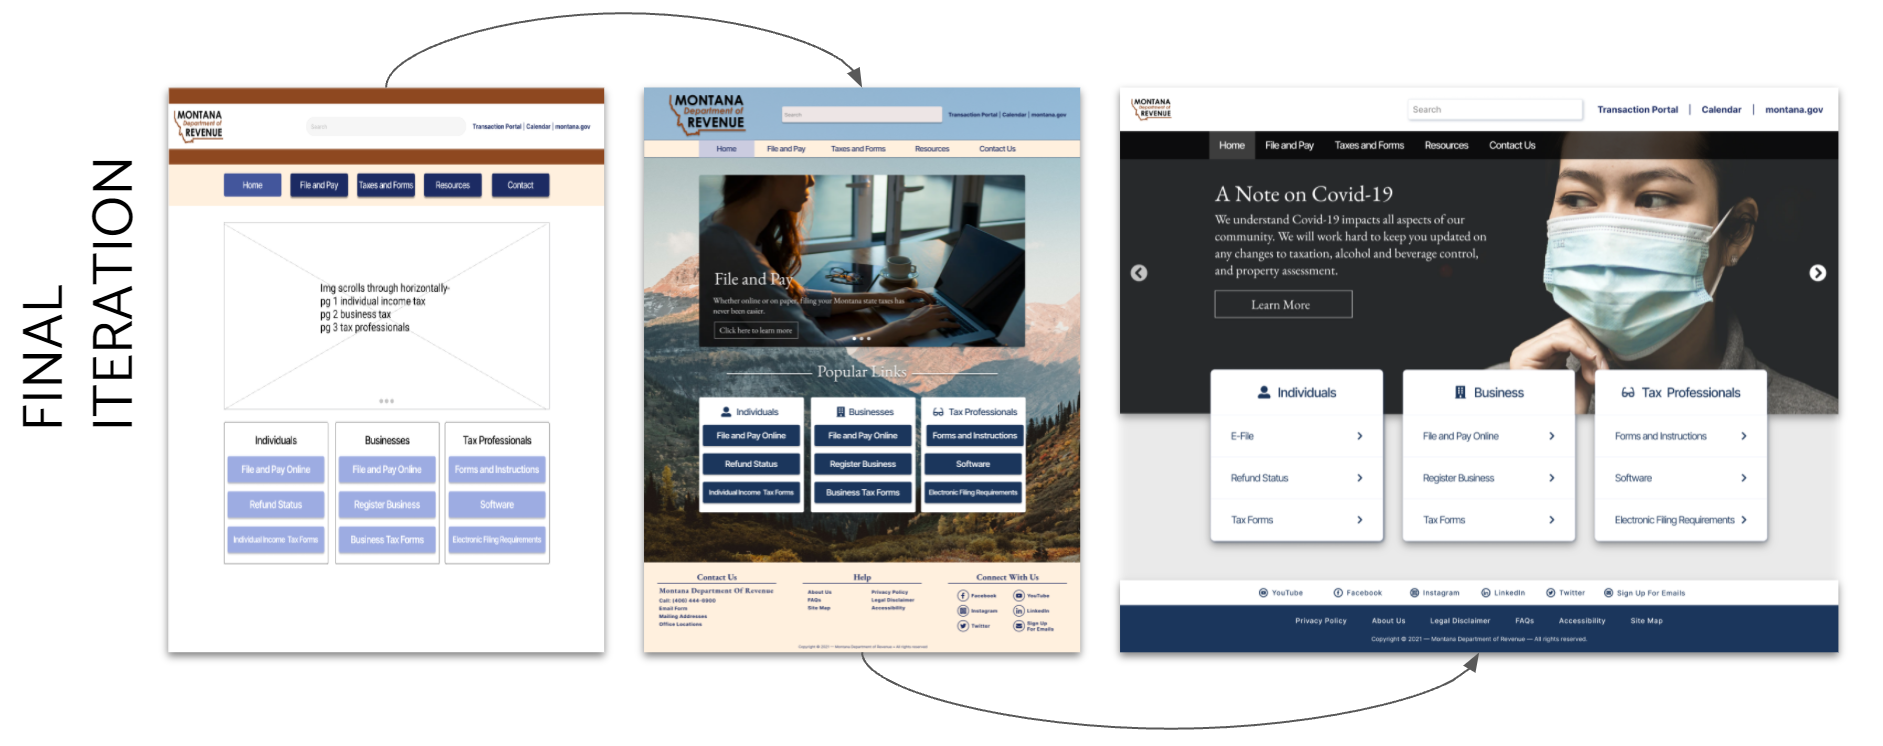 FINAL
ITERATION
MONTANA
Department of
REVENUE
Search
Transaction Portal | Calendar | montana.gov
Home
File and Pay
Taxes and Forms
Resources
Contact
Img scrolls through horizontally-
pg 1 individual income tax
pg 2 business tax
pg 3 tax professionals
Individuals
File and Pay Online
Refund Status
Individual Income Tax Forms
Businesses
File and Pay Online
Register Business
Business Tax Forms
Tax Professionals
Forms and Instructions
Software
Electronic Filing Requirements
MONTANA
Department of
REVENUE
Search
Transaction Portal | Calendar | montana.gov
Home
File and Pay
Taxes and Forms
Resources
Contact Us
File and Pay
Whether online or on paper, filing your Montana state taxes has
never been easier.
Click here to learn more
Popular Links
Individuals
File and Pay Online
Refund Status
Individual Income Tax Forms
Businesses
File and Pay Online
Register Business
Business Tax Forms
Tax Professionals
Forms and Instructions
Software
Electronic Filing Requirements
Contact Us
Montana Department Of Revenue
Call: (406) 444-6900
Email Form
Mailing Addresses
Office Locations
Help
About Us
FAQs
Site Map
Privacy Policy
Legal Disclaimer
Accessibility
Connect With Us
Facebook
YouTube
Instagram
LinkedIn
Twitter
Sign Up
For Emails
Copyright © 2021 — Montana Department of Revenue — All rights reserved.
MONTANA
Department of
REVENUE
Search
Transaction Portal | Calendar | montana.gov
Home
File and Pay
Taxes and Forms
Resources
Contact Us
A Note on Covid-19
We understand Covid-19 impacts all aspects of our
community. We will work hard to keep you updated on
any changes to taxation, alcohol and beverage control,
and property assessment.
Learn More
Individuals
E-File
Refund Status
Tax Forms
Business
File and Pay Online
Register Business
Tax Forms
Tax Professionals
Forms and Instructions
Software
Electronic Filing Requirements
YouTube
Facebook
Instagram
LinkedIn
Twitter
Sign Up For Emails
Privacy Policy
About Us
Legal Disclaimer
FAQs
Accessibility
Site Map
Copyright © 2021 — Montana Department of Revenue — All rights reserved.